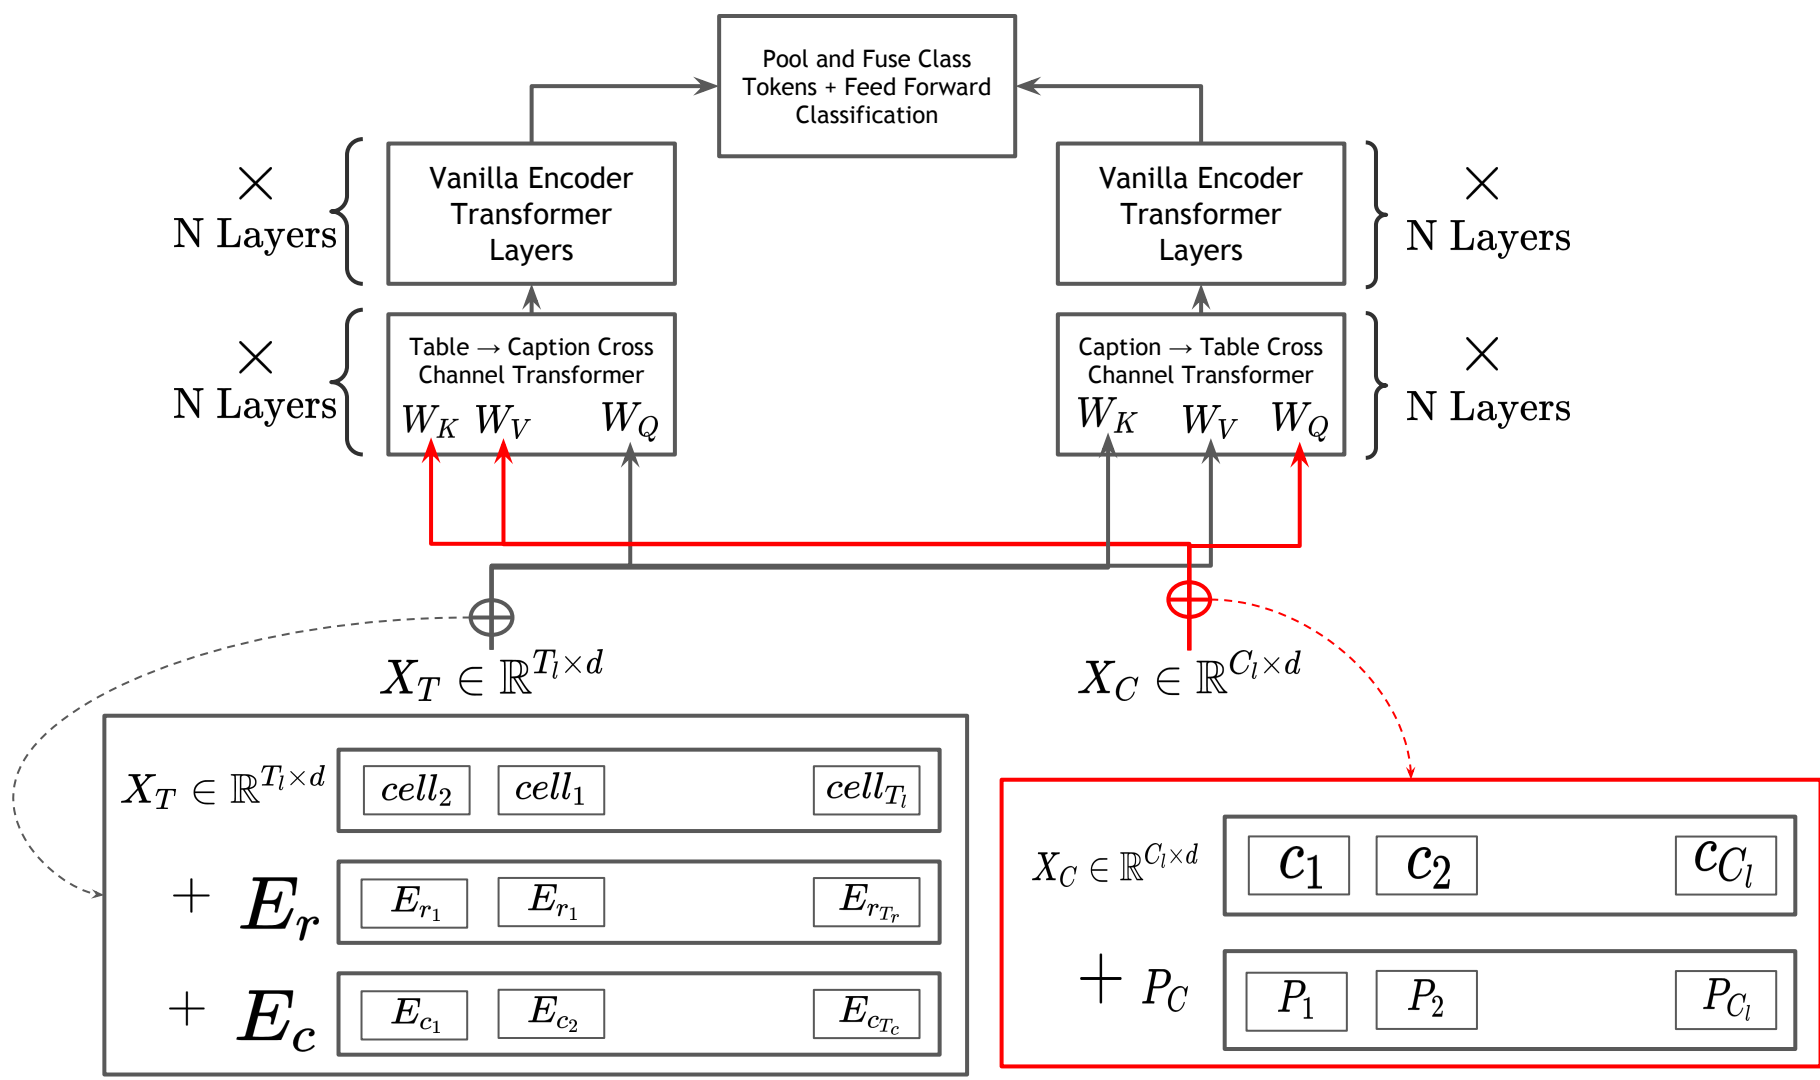 Pool and Fuse Class
Tokens + Feed Forward
Classification
×
N Layers
Vanilla Encoder
Transformer
Layers
Vanilla Encoder
Transformer
Layers
×
N Layers
×
N Layers
Table → Caption Cross
Channel Transformer
W_K W_V W_Q
Caption → Table Cross
Channel Transformer
W_K W_V W_Q
×
N Layers
X_T ∈ ℝ^{T_l×d}
X_C ∈ ℝ^{C_l×d}
X_T ∈ ℝ^{T_l×d} cell_2 cell_1 cell_{T_l}
+ E_r E_{r_1} E_{r_1} E_{r_{T_r}}
+ E_c E_{c_1} E_{c_2} E_{c_{T_c}}
X_C ∈ ℝ^{C_l×d} c_1 c_2 c_{C_l}
+ P_C P_1 P_2 P_{C_l}